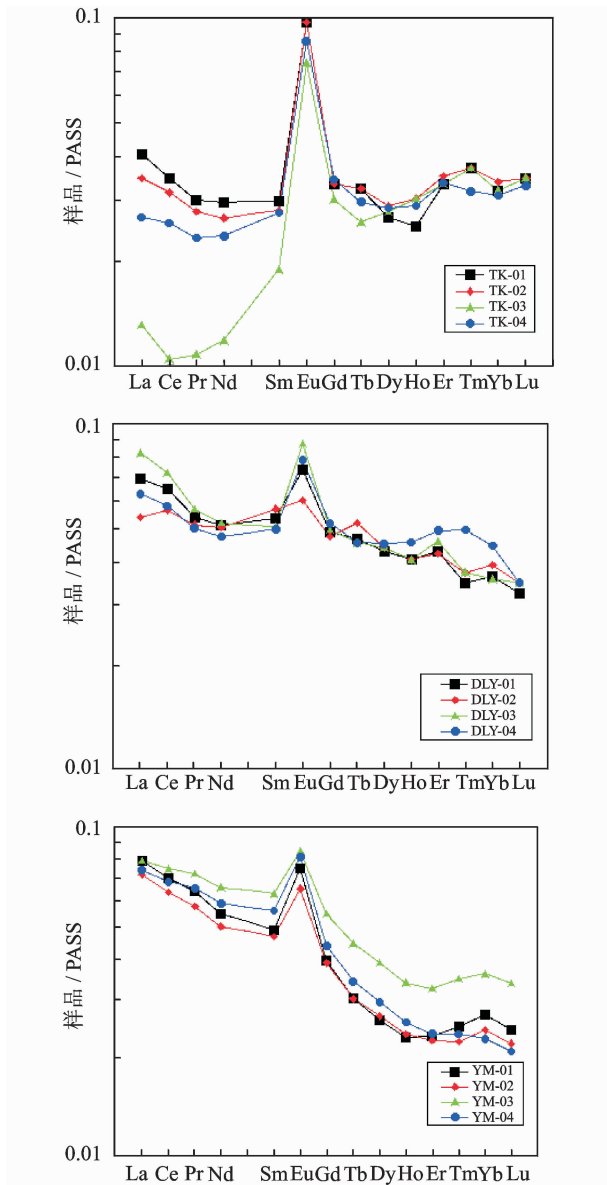 0.1
样品 / PASS
TK-01
TK-02
TK-03
TK-04
0.01
La Ce Pr Nd Sm Eu Gd Tb Dy Ho Er Tm Yb Lu
0.1
样品 / PASS
DLY-01
DLY-02
DLY-03
DLY-04
0.01
La Ce Pr Nd Sm Eu Gd Tb Dy Ho Er Tm Yb Lu
0.1
样品 / PASS
YM-01
YM-02
YM-03
YM-04
0.01
La Ce Pr Nd Sm Eu Gd Tb Dy Ho Er Tm Yb Lu